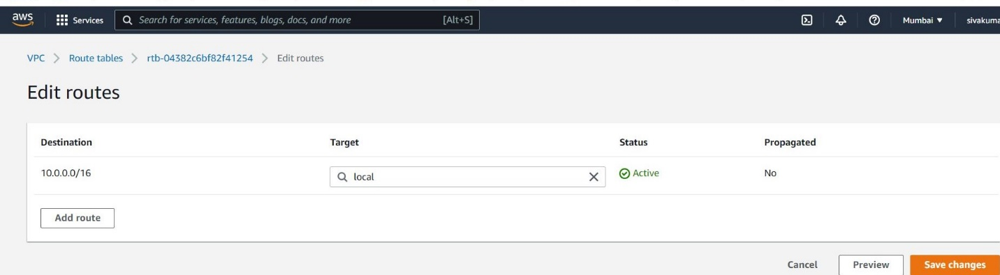 aws Services Search for services, features, blogs, docs, and more [Alt+S] Mumbai ▼ sivakuma
VPC > Route tables > rtb-04382c6bf82f41254 > Edit routes
Edit routes
Destination Target Status Propagated
10.0.0.0/16 local Active No
Add route
Cancel Preview Save changes